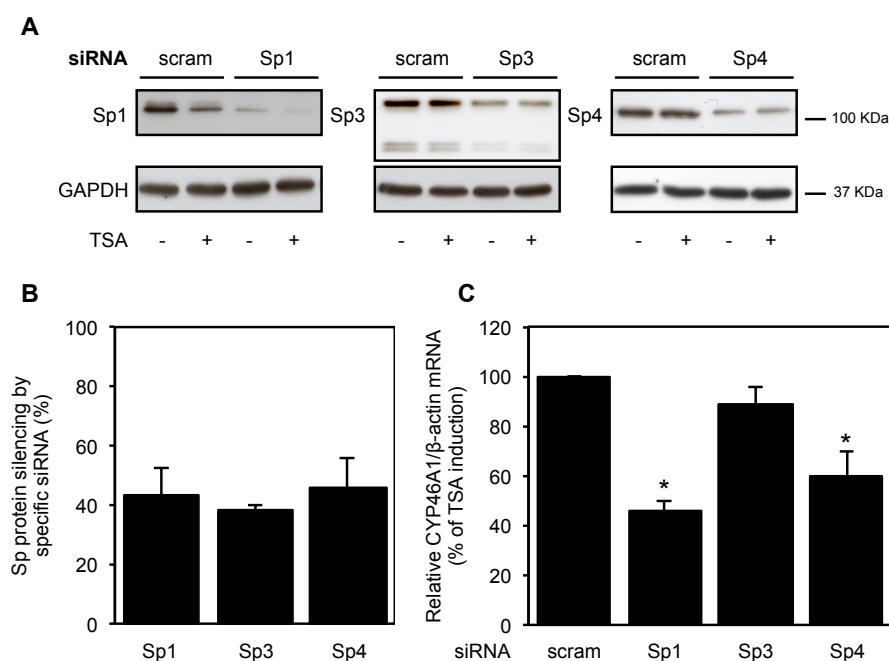 A
siRNA scram Sp1 scram Sp3 scram Sp4
Sp1 Sp3 Sp4 100 KDa
GAPDH 37 KDa
TSA - + - + - + - + - + - +
B
Sp protein silencing by
specific siRNA (%)
100
80
60
40
20
0
Sp1 Sp3 Sp4
C
Relative CYP46A1/β-actin mRNA
(% of TSA induction)
120
100
80
60
40
20
0
* *
siRNA scram Sp1 Sp3 Sp4